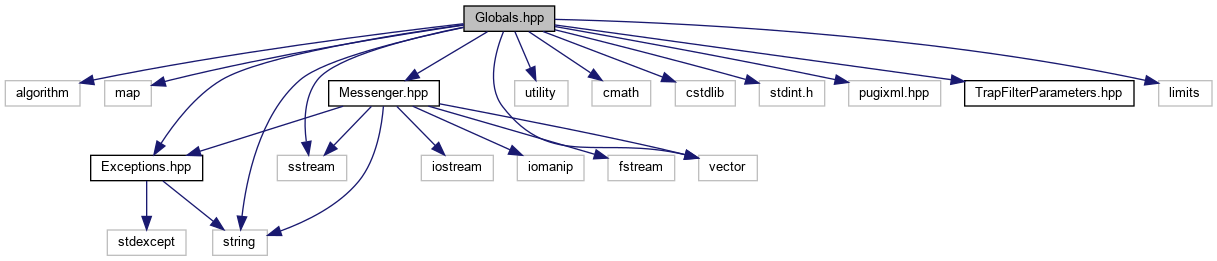 Globals.hpp
algorithm
map
Messenger.hpp
utility
cmath
cstdlib
stdint.h
pugixml.hpp
TrapFilterParameters.hpp
limits
Exceptions.hpp
sstream
iostream
iomanip
fstream
vector
stdexcept
string